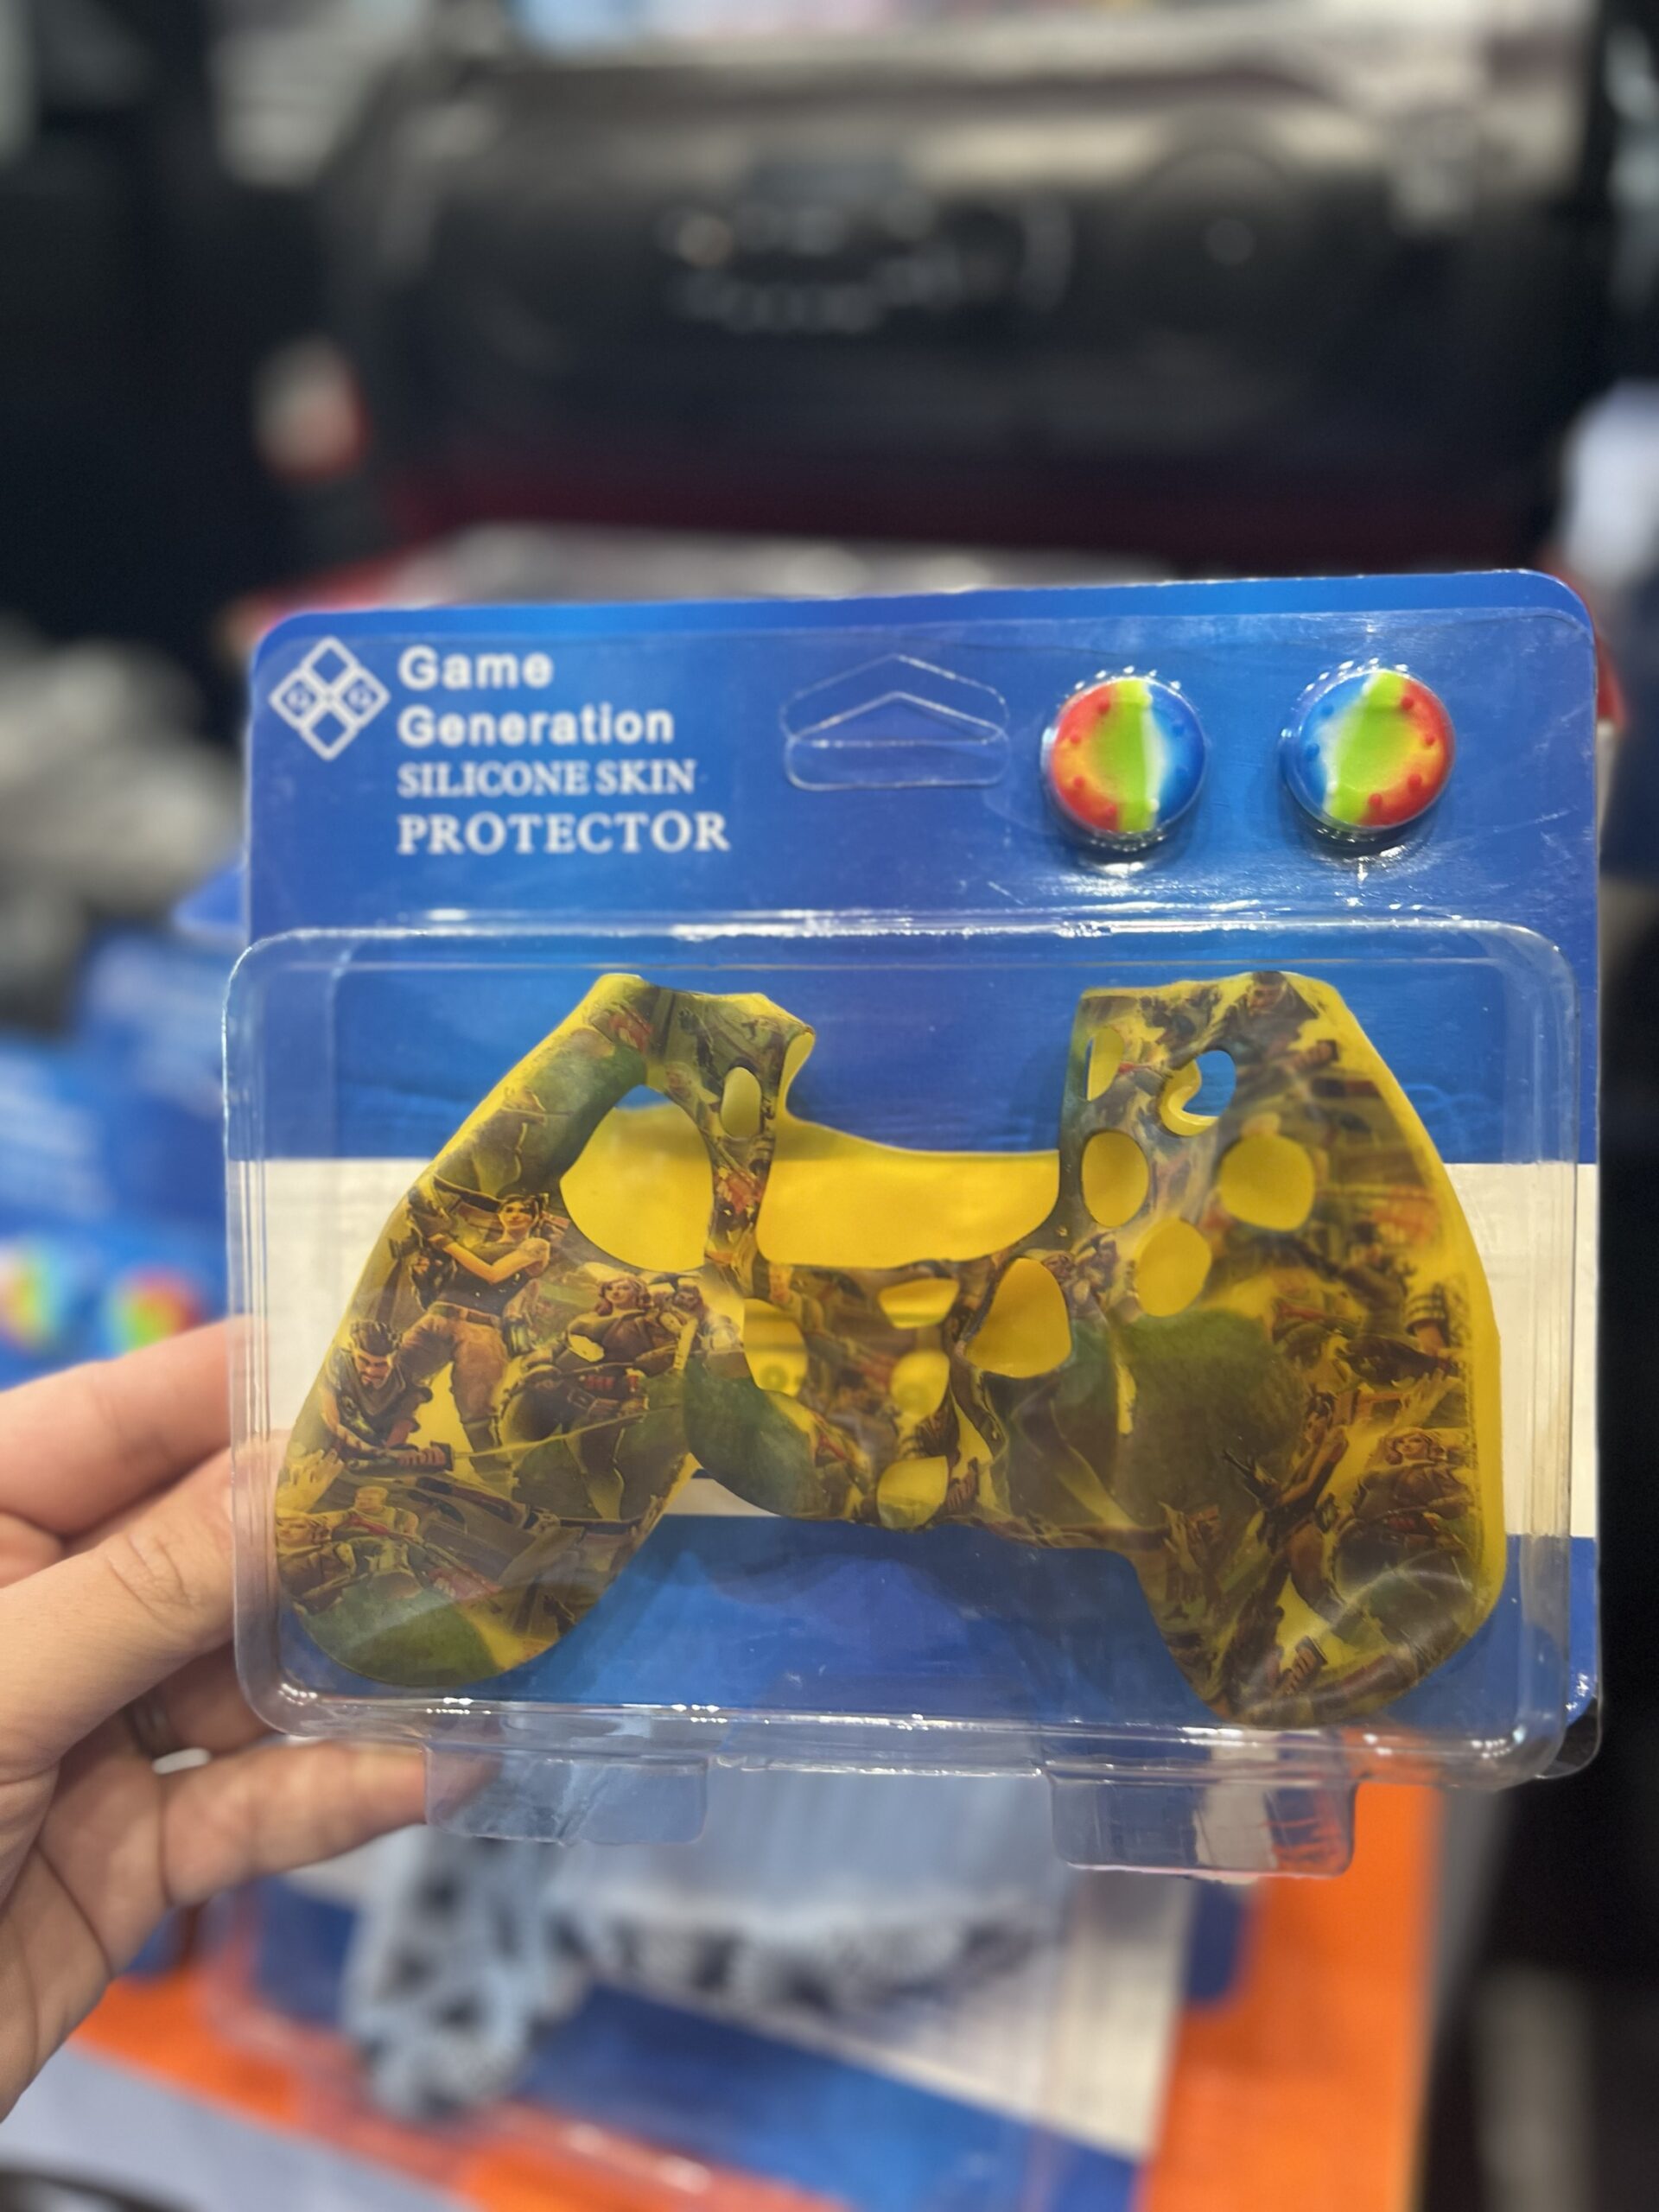 Game
Generation
SILICONE SKIN
PROTECTOR